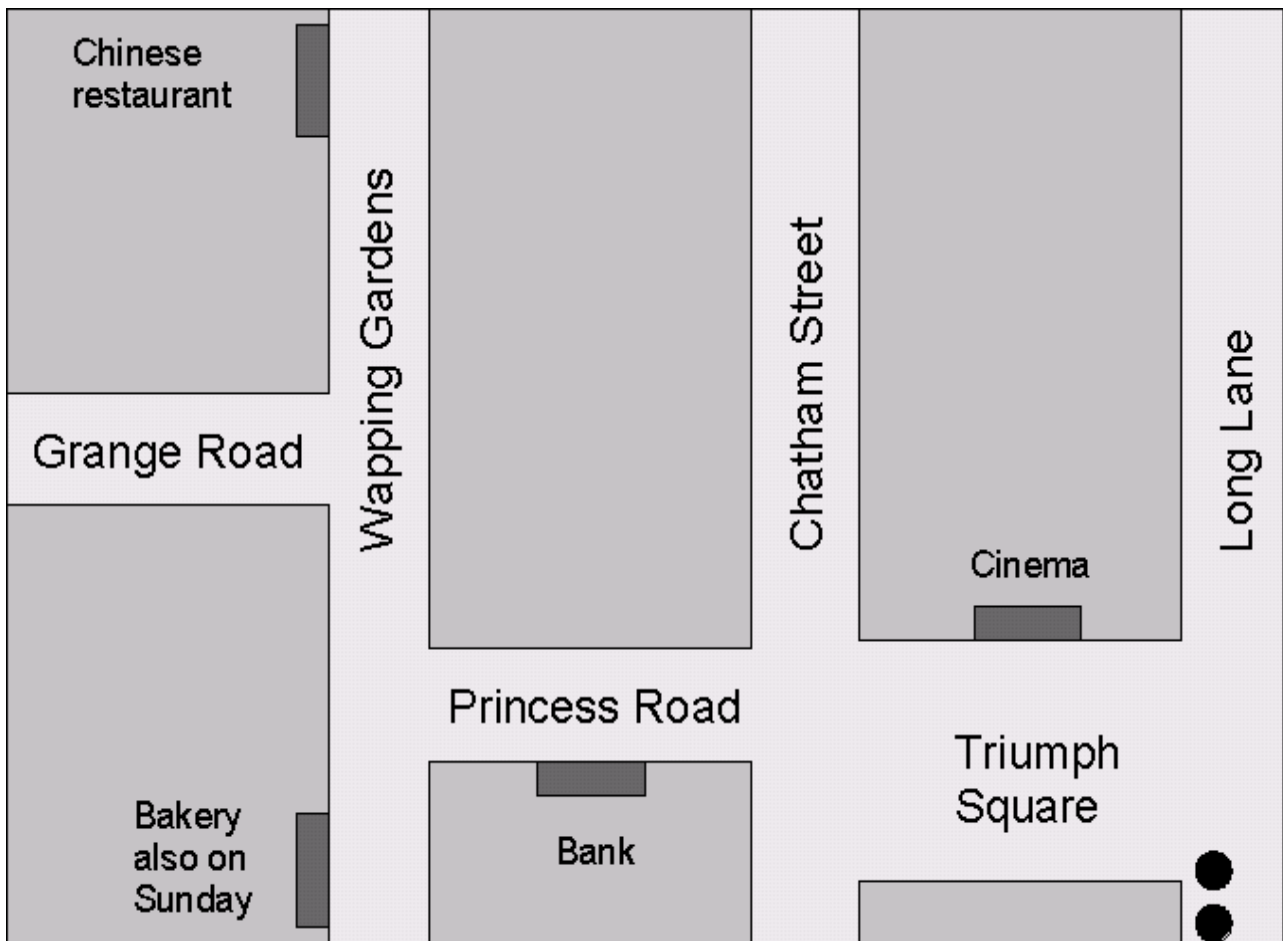 Chinese
restaurant
Wapping Gardens
Chatham Street
Long Lane
Grange Road
Cinema
Princess Road
Triumph
Square
Bakery
also on
Sunday
Bank